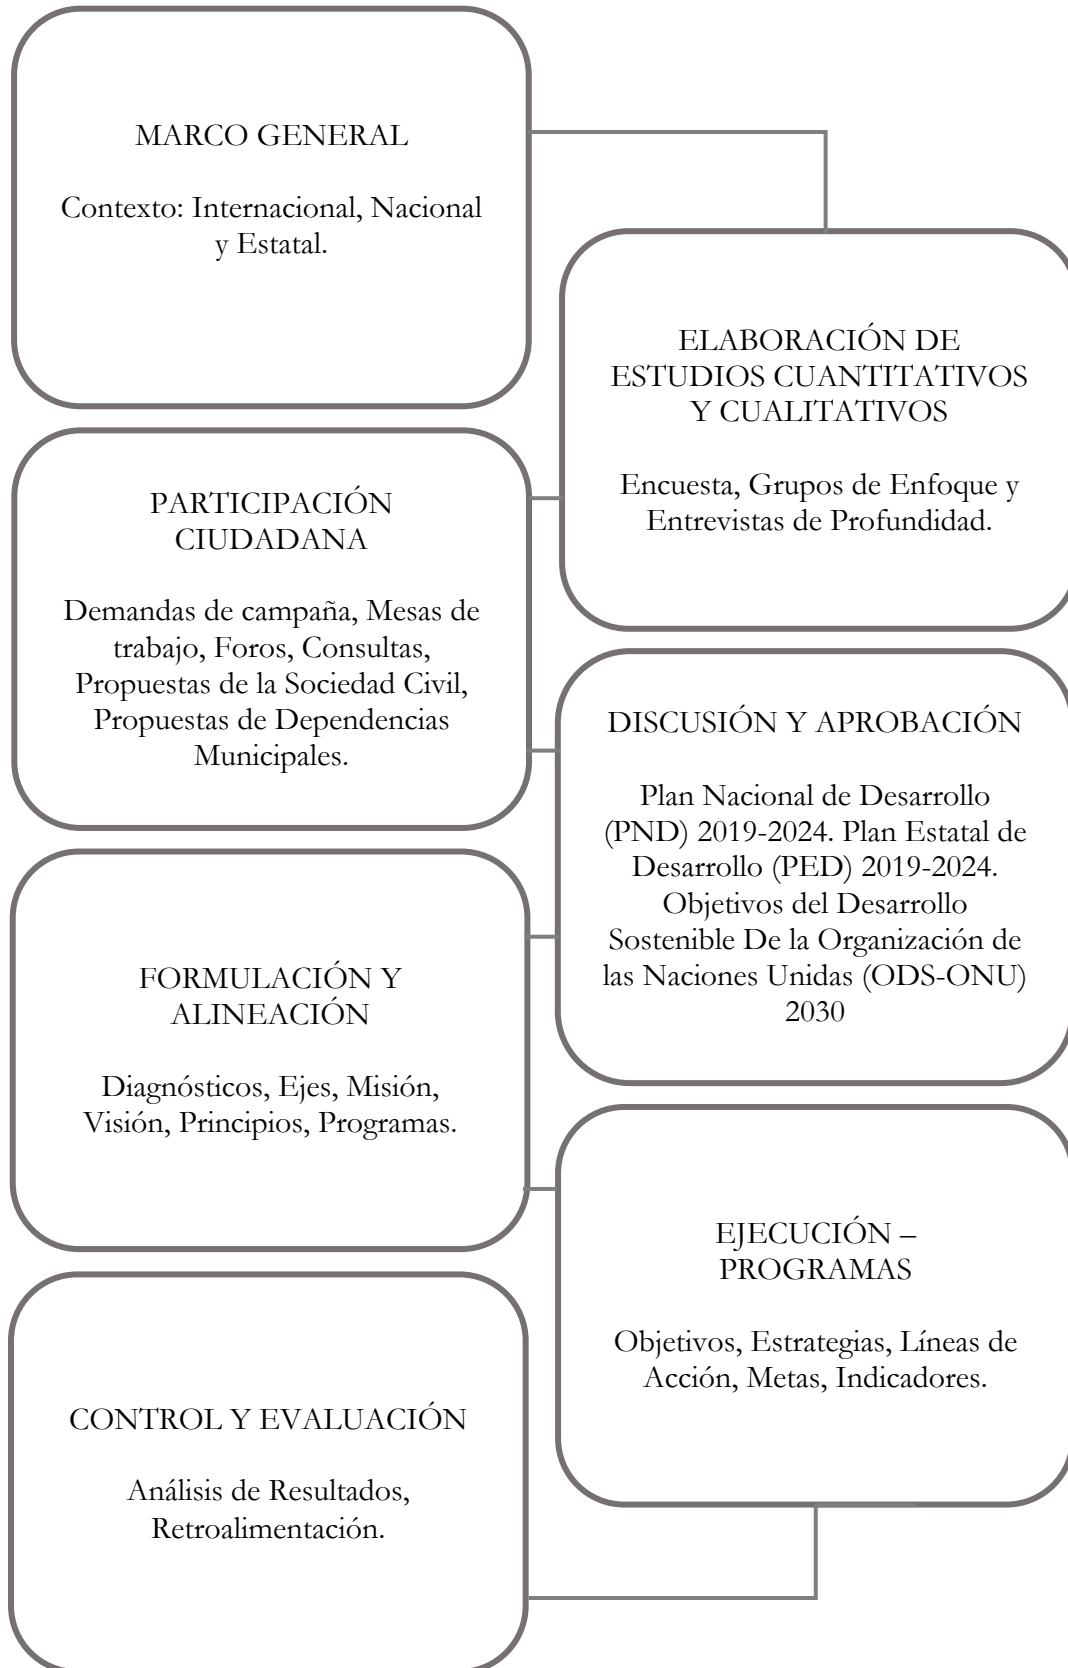 MARCO GENERAL
Contexto: Internacional, Nacional
y Estatal.
ELABORACIÓN DE
ESTUDIOS CUANTITATIVOS
Y CUALITATIVOS
Encuesta, Grupos de Enfoque y
Entrevistas de Profundidad.
PARTICIPACIÓN
CIUDADANA
Demandas de campaña, Mesas de
trabajo, Foros, Consultas,
Propuestas de la Sociedad Civil,
Propuestas de Dependencias
Municipales.
DISCUSIÓN Y APROBACIÓN
Plan Nacional de Desarrollo
(PND) 2019-2024. Plan Estatal de
Desarrollo (PED) 2019-2024.
Objetivos del Desarrollo
Sostenible De la Organización de
las Naciones Unidas (ODS-ONU)
2030
FORMULACIÓN Y
ALINEACIÓN
Diagnósticos, Ejes, Misión,
Visión, Principios, Programas.
EJECUCIÓN –
PROGRAMAS
Objetivos, Estrategias, Líneas de
Acción, Metas, Indicadores.
CONTROL Y EVALUACIÓN
Análisis de Resultados,
Retroalimentación.